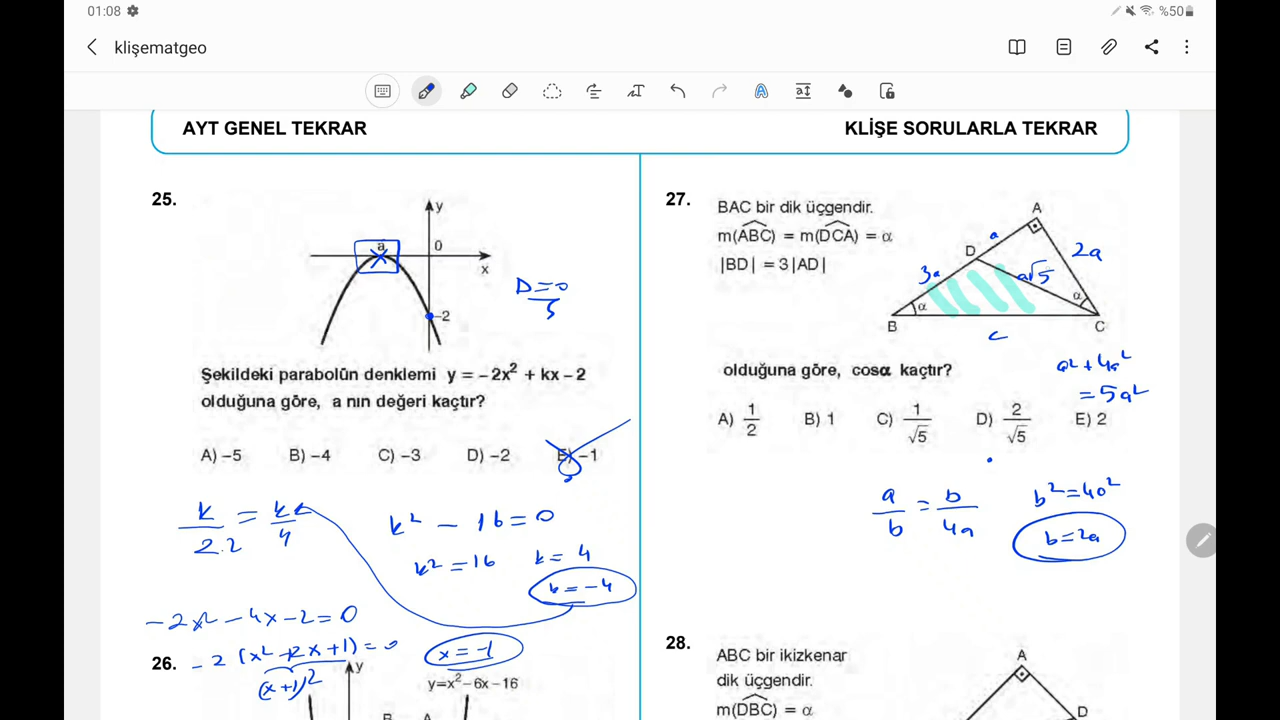 01:08
%50
klişematgeo
AYT GENEL TEKRAR
KLİŞE SORULARLA TEKRAR
25.
y
a
0
x
-2
D=0
Şekildeki parabolün denklemi y = -2x² + kx - 2
olduğuna göre, a nın değeri kaçtır?
A) -5 B) -4 C) -3 D) -2 E) -1
k/2.2 = k/4
k² - 16 = 0
k² = 16 k = 4
k = -4
-2x² - 4x - 2 = 0
-2 (x² + 2x + 1) = 0
(x+1)²
x = -1
26.
y
y=x²-6x-16
B A
27.
BAC bir dik üçgendir.
m(ABC) = m(DCA) = α
|BD| = 3|AD|
A
a
D
2a
3a
a√5
α
α
B
C
c
olduğuna göre, cosα kaçtır?
a² + 4a²
= 5a²
A) 1/2 B) 1 C) 1/√5 D) 2/√5 E) 2
a/b = b/4a
b² = 4a²
b = 2a
28.
ABC bir ikizkenar
dik üçgendir.
m(DBC) = α
A
D